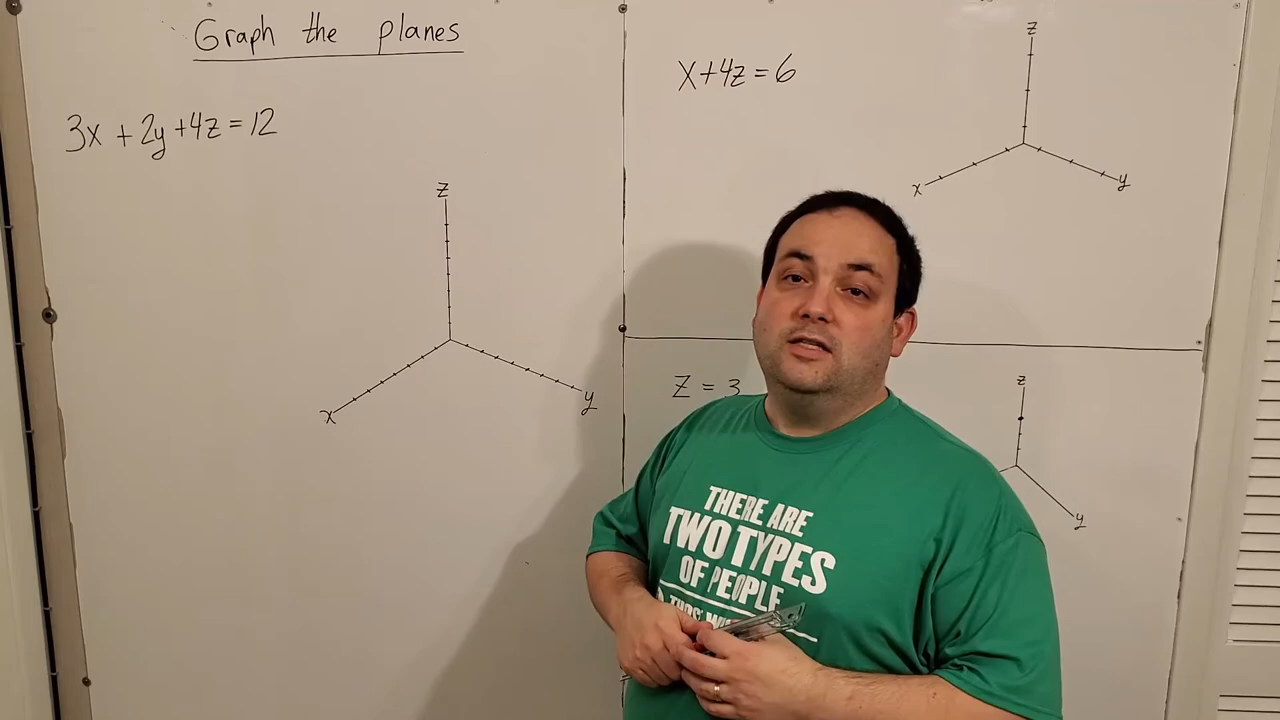 Graph the planes
3x + 2y + 4z = 12
z
x
y
x + 4z = 6
z
x
y
z = 3
z
y
THERE ARE
TWO TYPES
OF PEOPLE